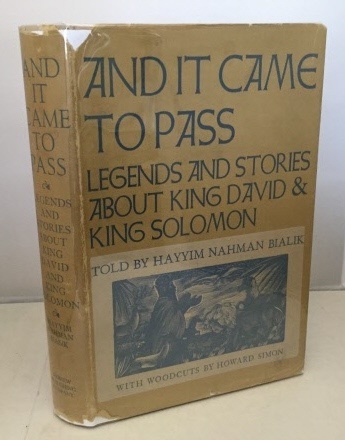 AND IT CAME
TO PASS
LEGENDS AND STORIES
ABOUT KING DAVID &
KING SOLOMON
TOLD BY HAYYIM NAHMAN BIALIK
WITH WOODCUTS BY HOWARD SIMON
AND
IT
CAME
TO
PASS
LEGENDS
AND
STORIES
ABOUT
KING
DAVID
AND KING
SOLOMON
HAYYIM
NAHMAN
BIALIK